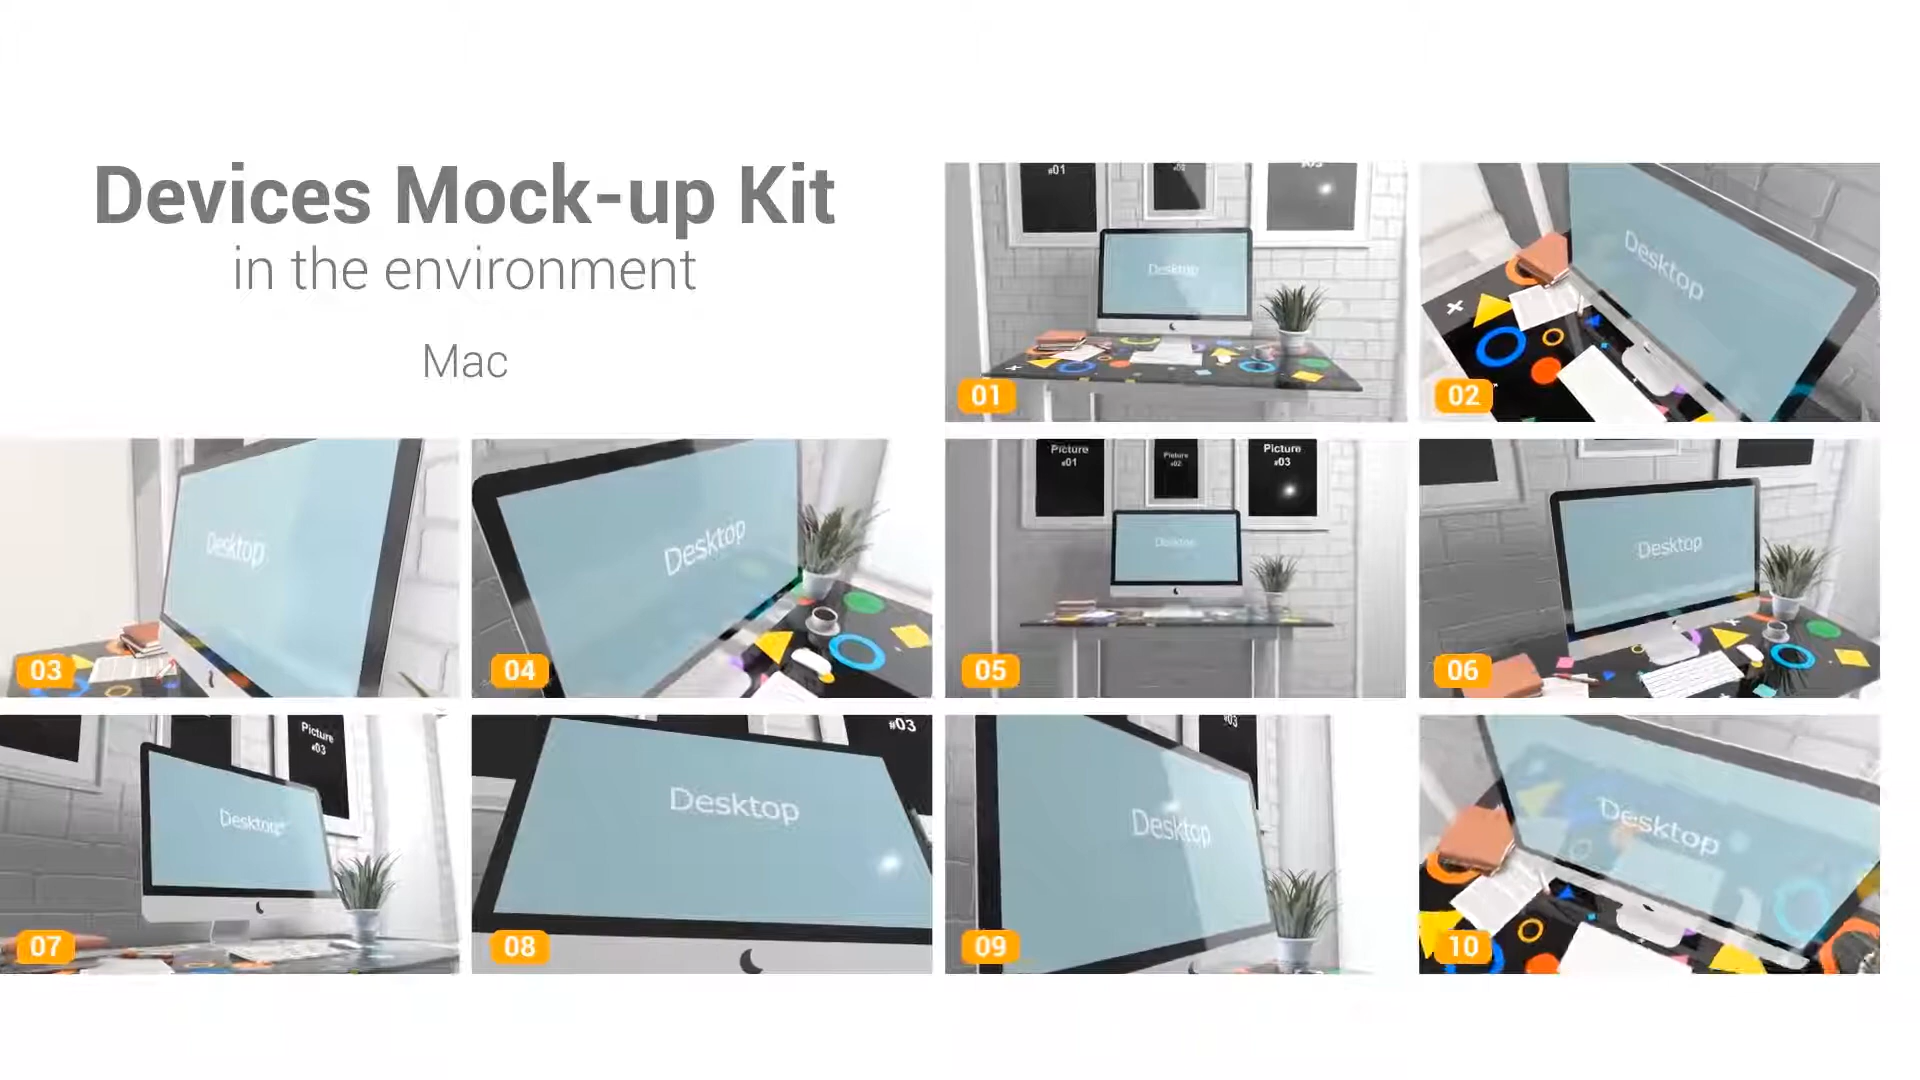 Devices Mock-up Kit
in the environment
Mac
#01
#03
Desktop
01
Desktop
02
Desktop
03
Desktop
04
Picture
#01
Picture
#02
Picture
#03
Desktop
05
Desktop
06
Picture
#03
Desktop
07
#03
Desktop
08
#03
Desktop
09
Desktop
10